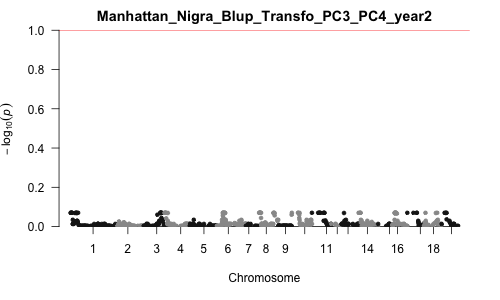 Manhattan_Nigra_Blup_Transfo_PC3_PC4_year2
− log10(p)
1.0
0.8
0.6
0.4
0.2
0.0
1 2 3 4 5 6 7 8 9 11 14 16 18
Chromosome